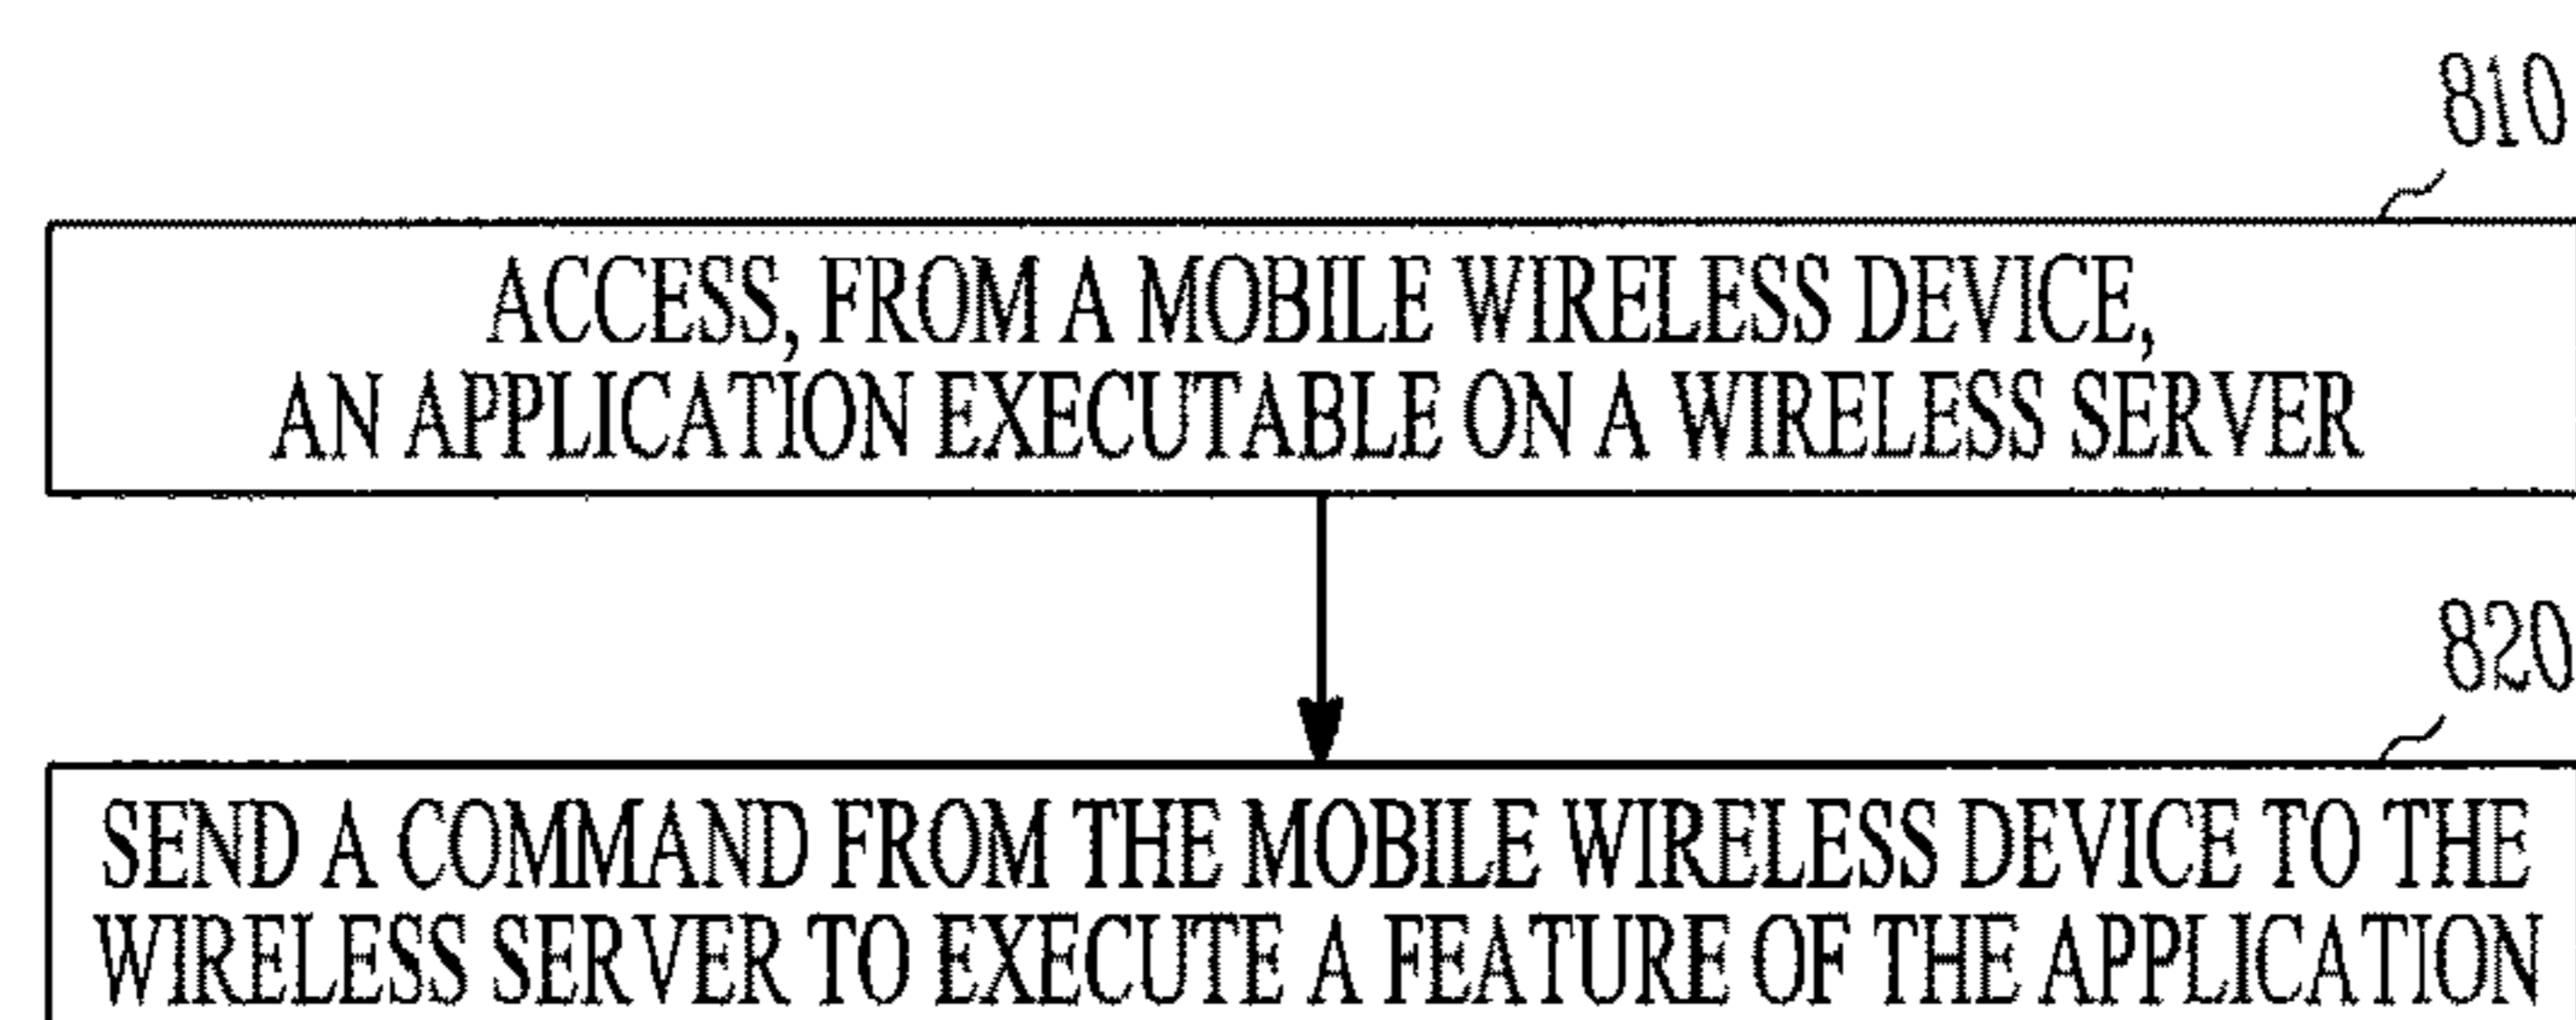 810
ACCESS, FROM A MOBILE WIRELESS DEVICE,
AN APPLICATION EXECUTABLE ON A WIRELESS SERVER
820
SEND A COMMAND FROM THE MOBILE WIRELESS DEVICE TO THE
WIRELESS SERVER TO EXECUTE A FEATURE OF THE APPLICATION